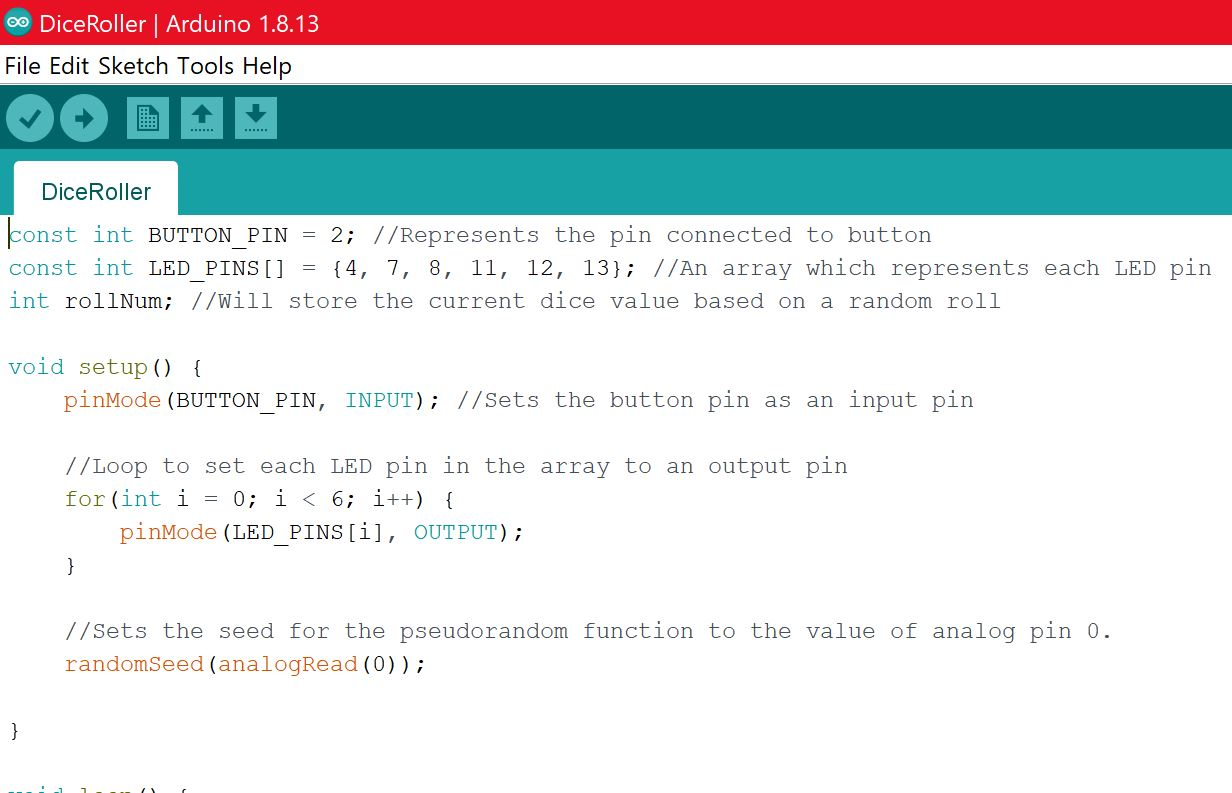 DiceRoller | Arduino 1.8.13
File Edit Sketch Tools Help
DiceRoller
const int BUTTON_PIN = 2; //Represents the pin connected to button
const int LED_PINS[] = {4, 7, 8, 11, 12, 13}; //An array which represents each LED pin
int rollNum; //Will store the current dice value based on a random roll
void setup() {
pinMode(BUTTON_PIN, INPUT); //Sets the button pin as an input pin
//Loop to set each LED pin in the array to an output pin
for(int i = 0; i < 6; i++) {
pinMode(LED_PINS[i], OUTPUT);
}
//Sets the seed for the pseudorandom function to the value of analog pin 0.
randomSeed(analogRead(0));
}
void loop() {